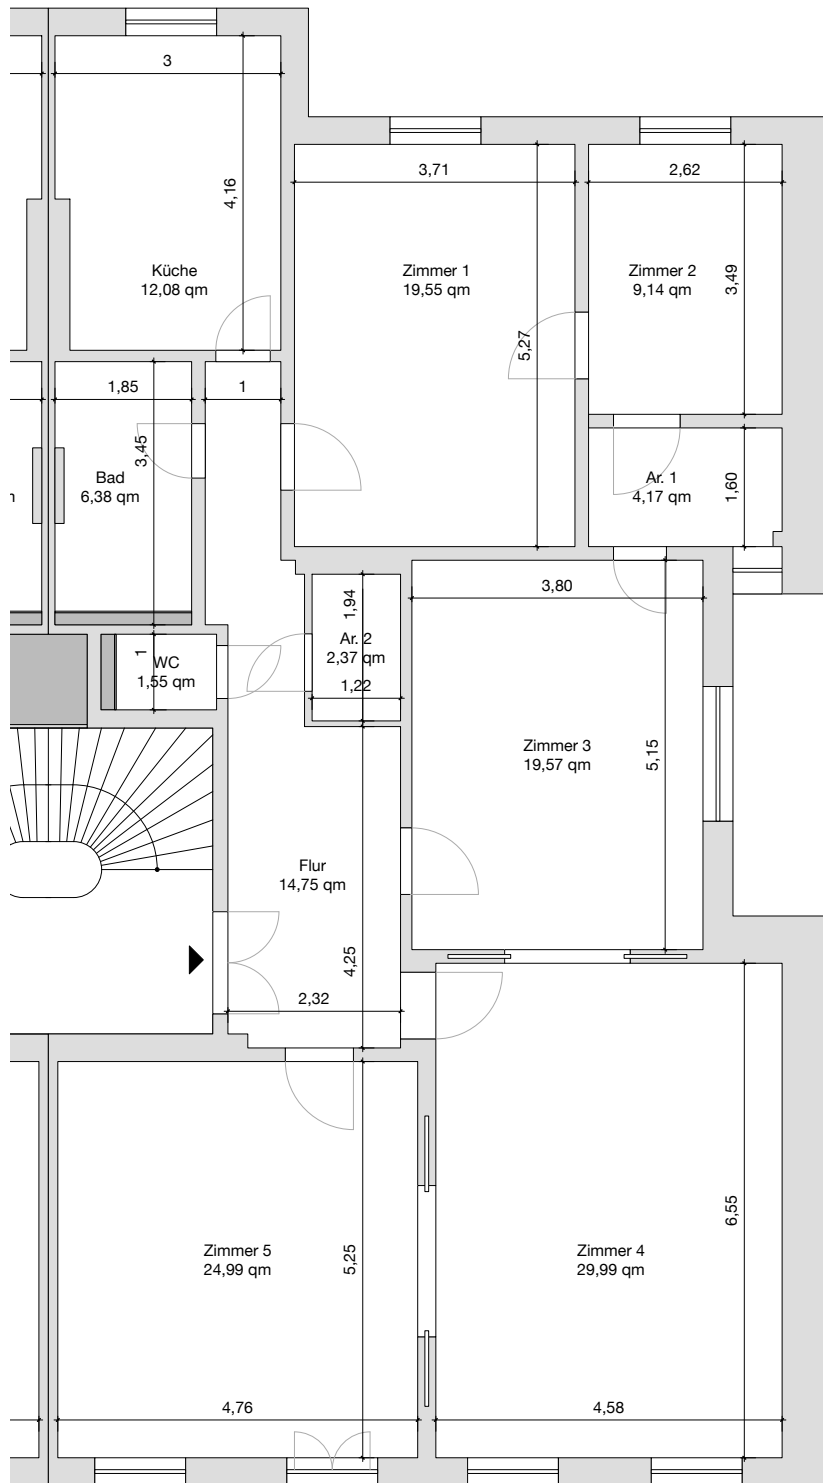 3
4,16
Küche
12,08 qm
3,71
Zimmer 1
19,55 qm
5,27
2,62
Zimmer 2
9,14 qm
3,49
1,85
1
3,45
Bad
6,38 qm
Ar. 1
4,17 qm
1,60
1,94
Ar. 2
2,37 qm
1,22
3,80
1
WC
1,55 qm
Zimmer 3
19,57 qm
5,15
Flur
14,75 qm
4,25
2,32
Zimmer 5
24,99 qm
5,25
4,76
Zimmer 4
29,99 qm
6,55
4,58